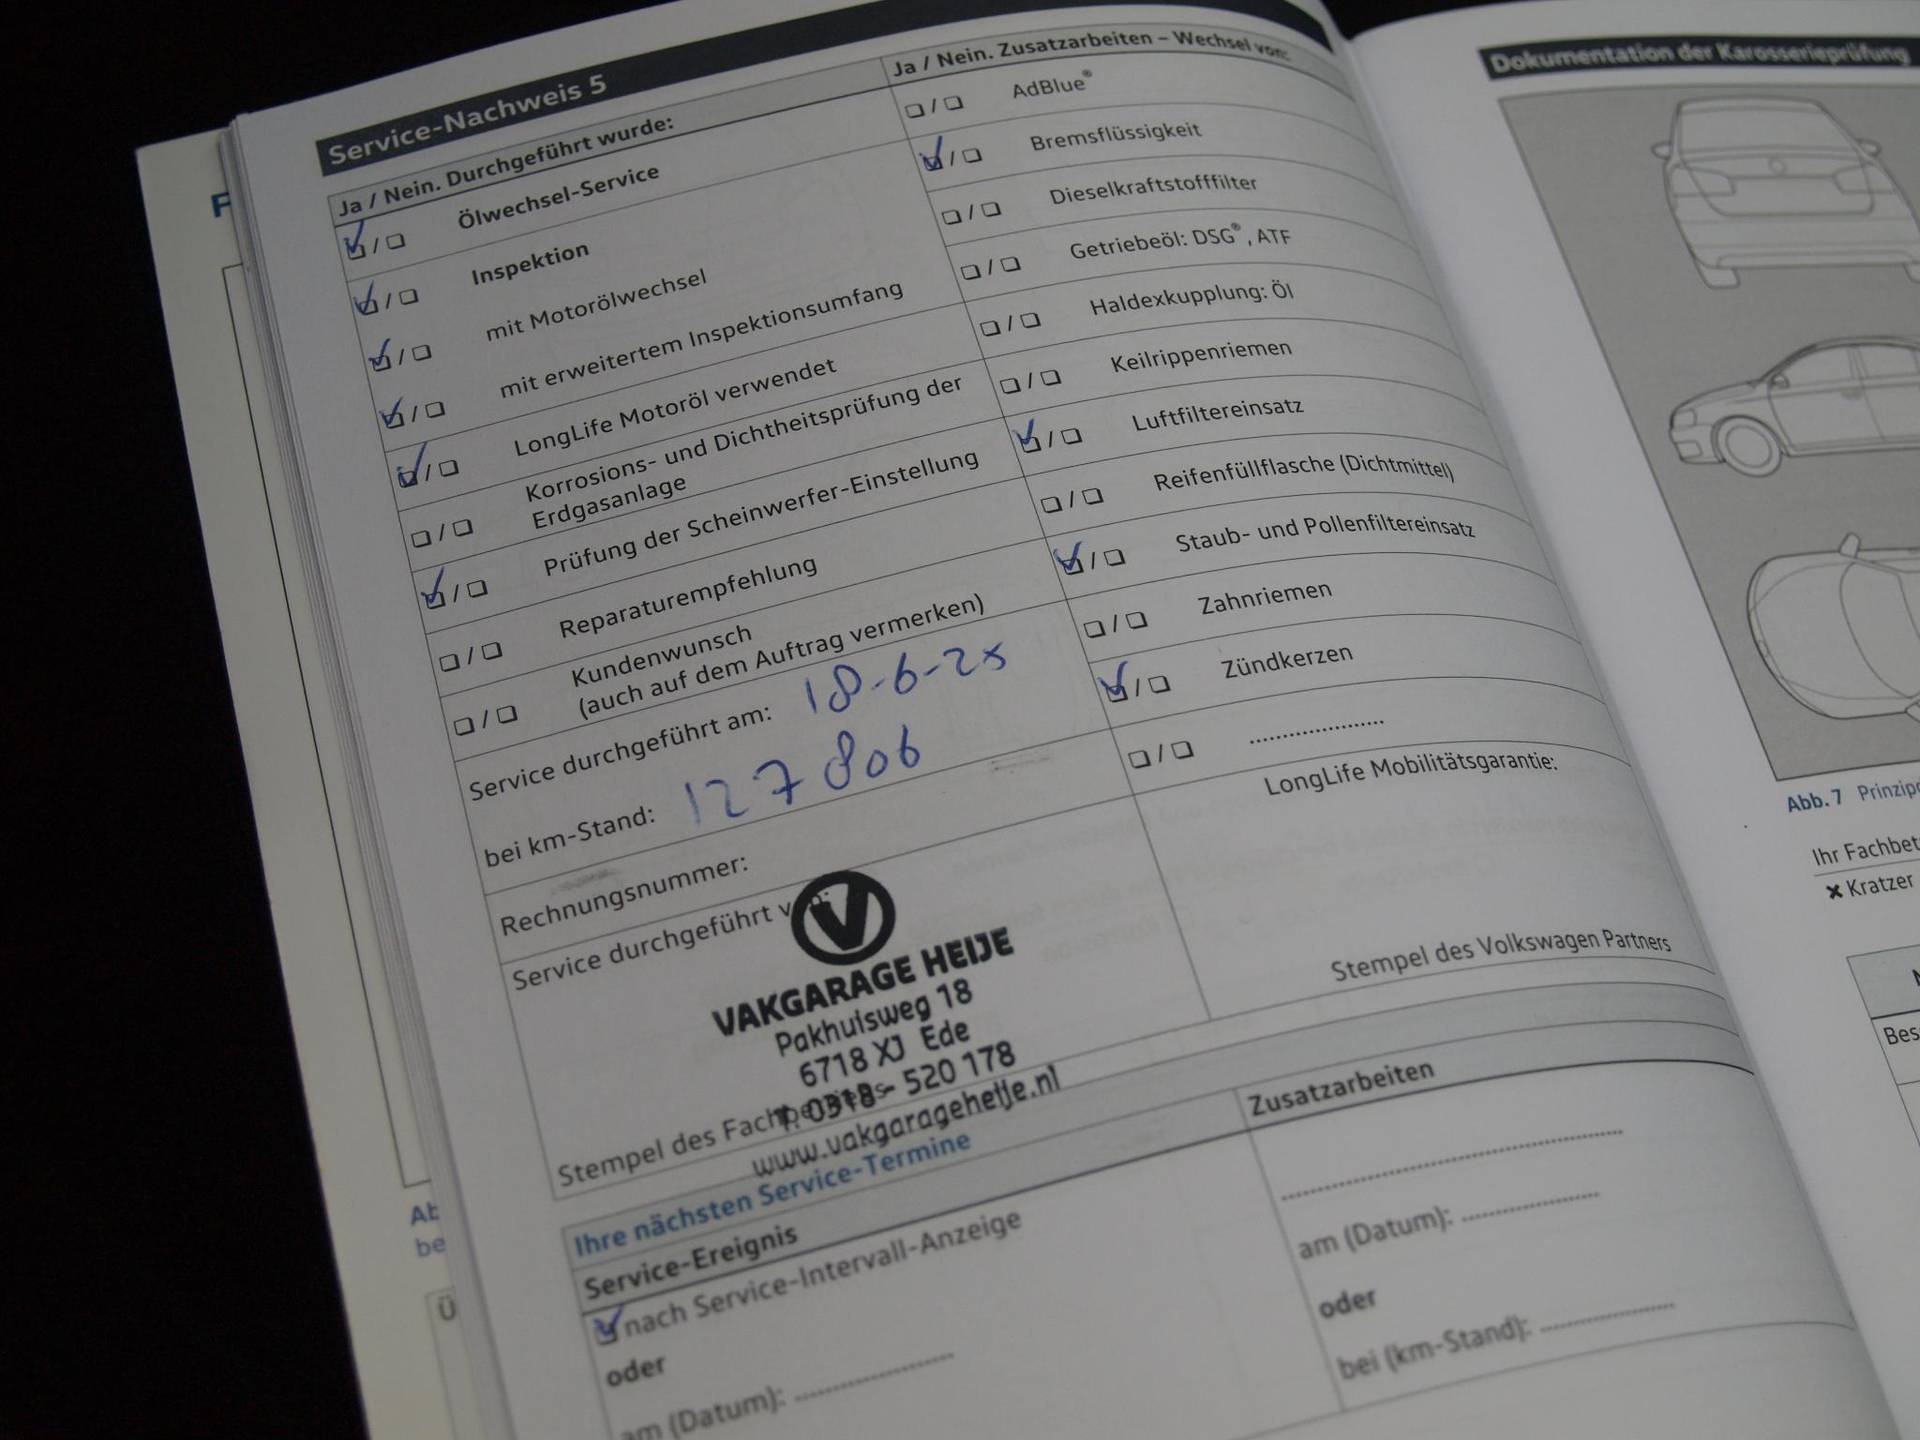 Service-Nachweis 5
Ja / Nein. Durchgeführt wurde:
Ölwechsel-Service
Inspektion
mit Motorölwechsel
mit erweitertem Inspektionsumfang
LongLife Motoröl verwendet
Korrosions- und Dichtheitsprüfung der
Erdgasanlage
Prüfung der Scheinwerfer-Einstellung
Reparaturempfehlung
Kundenwunsch
(auch auf dem Auftrag vermerken)
Service durchgeführt am: 18-6-25
bei km-Stand: 127806
Rechnungsnummer:
Service durchgeführt von:
V
VAKGARAGE HEIJE
Pakhuisweg 18
6718 XJ Ede
T. 0318 - 520 178
www.vakgarageheije.nl
Stempel des Fachbetriebs
Ja / Nein. Zusatzarbeiten – Wechsel von:
AdBlue®
Bremsflüssigkeit
Dieselkraftstofffilter
Getriebeöl: DSG®, ATF
Haldexkupplung: Öl
Keilrippenriemen
Luftfiltereinsatz
Reifenfüllflasche (Dichtmittel)
Staub- und Pollenfiltereinsatz
Zahnriemen
Zündkerzen
LongLife Mobilitätsgarantie:
Stempel des Volkswagen Partners
Ihre nächsten Service-Termine
Service-Ereignis
nach Service-Intervall-Anzeige
oder
am (Datum):
Zusatzarbeiten
am (Datum):
oder
bei (km-Stand):
Dokumentation der Karosserieprüfung
Abb. 7
Ihr
Kratzer